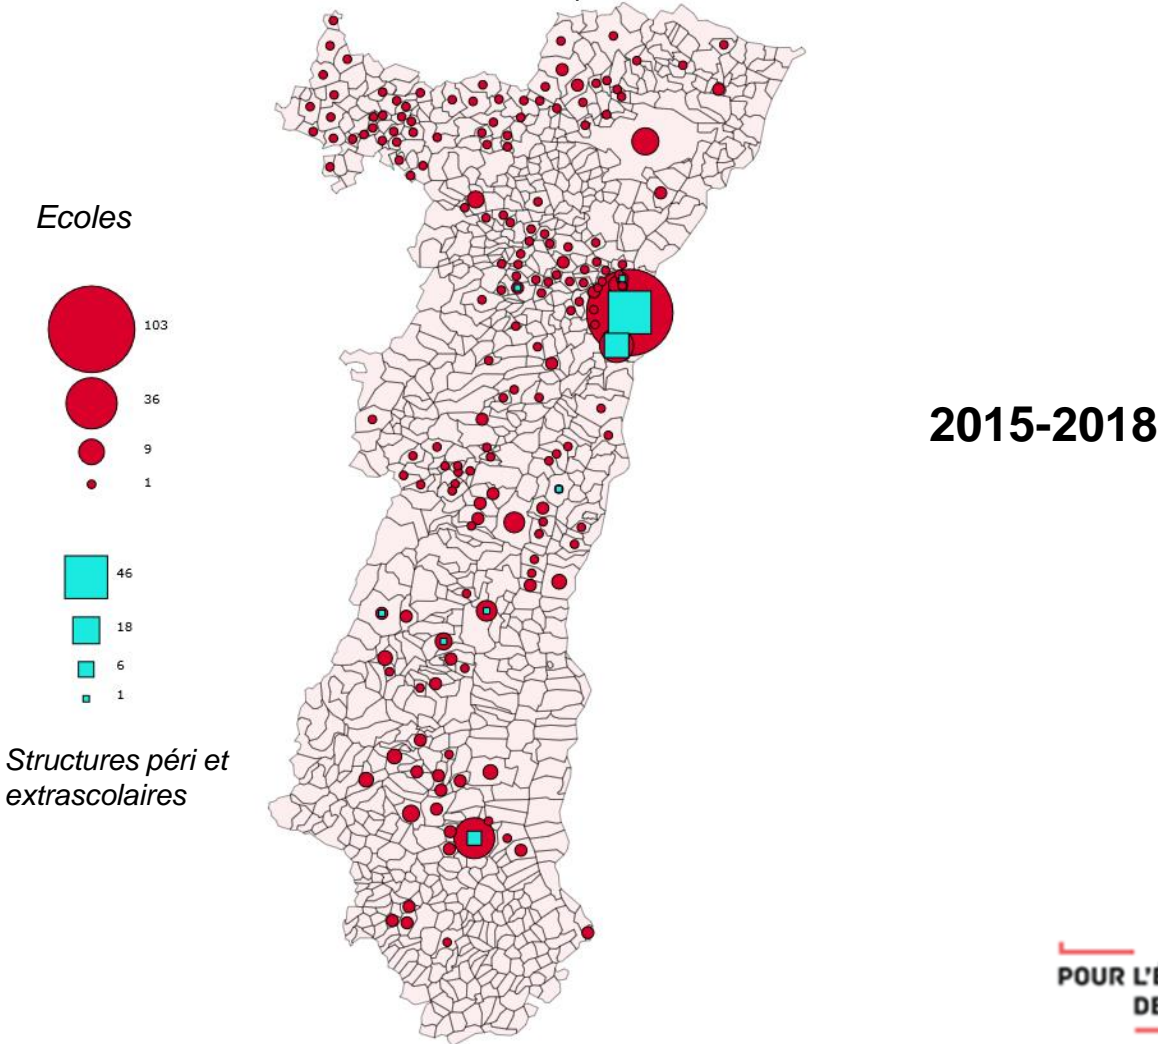 Ecoles
103
36
9
1
46
18
6
1
Structures péri et
extrascolaires
2015-2018
POUR L'É
DE